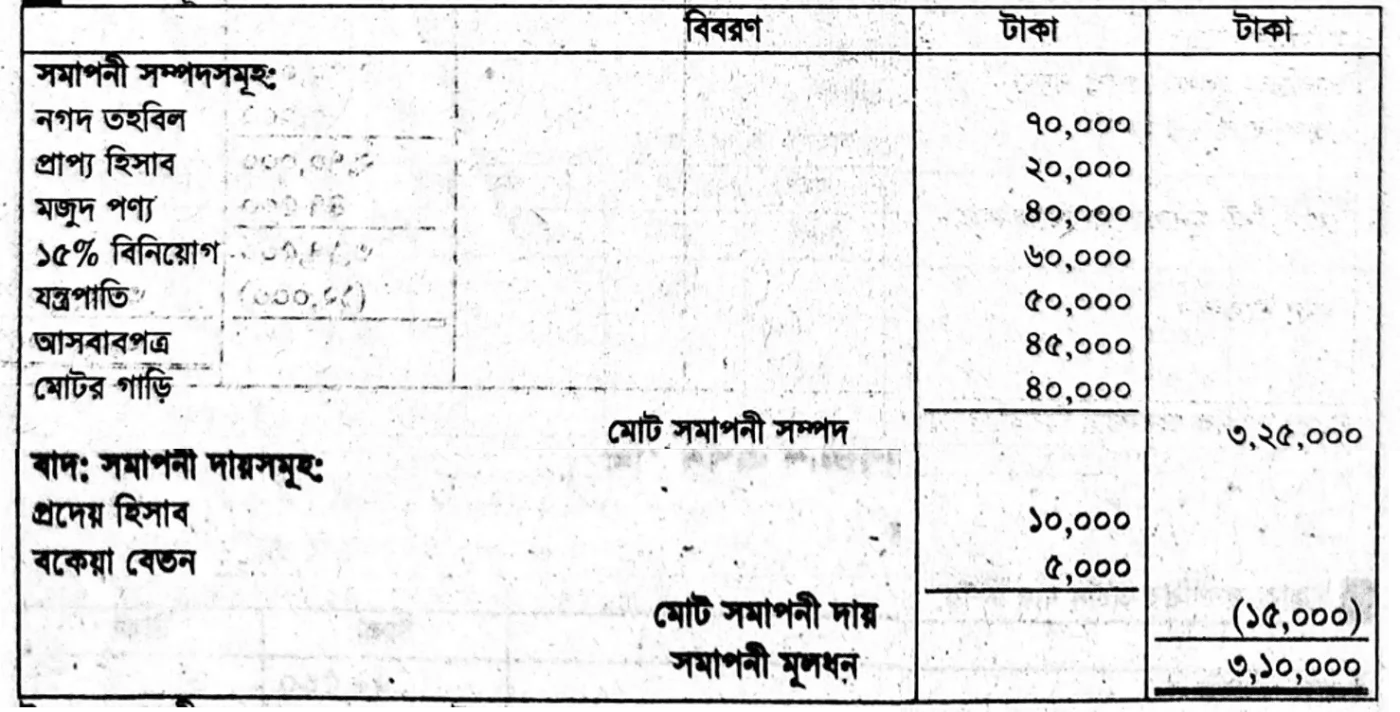 বিবরণ টাকা টাকা
সমাপনী সম্পদসমূহ:
নগদ তহবিল ৭০,০০০
প্রাপ্য হিসাব ২০,০০০
মজুদ পণ্য ৪০,০০০
১৫% বিনিয়োগ ৬০,০০০
যন্ত্রপাতি ৫০,০০০
আসবাবপত্র ৪৫,০০০
মোটর গাড়ি ৪০,০০০
মোট সমাপনী সম্পদ ৩,২৫,০০০
বাদ: সমাপনী দায়সমূহ:
প্রদেয় হিসাব ১০,০০০
বকেয়া বেতন ৫,০০০
মোট সমাপনী দায় (১৫,০০০)
সমাপনী মূলধন ৩,১০,০০০